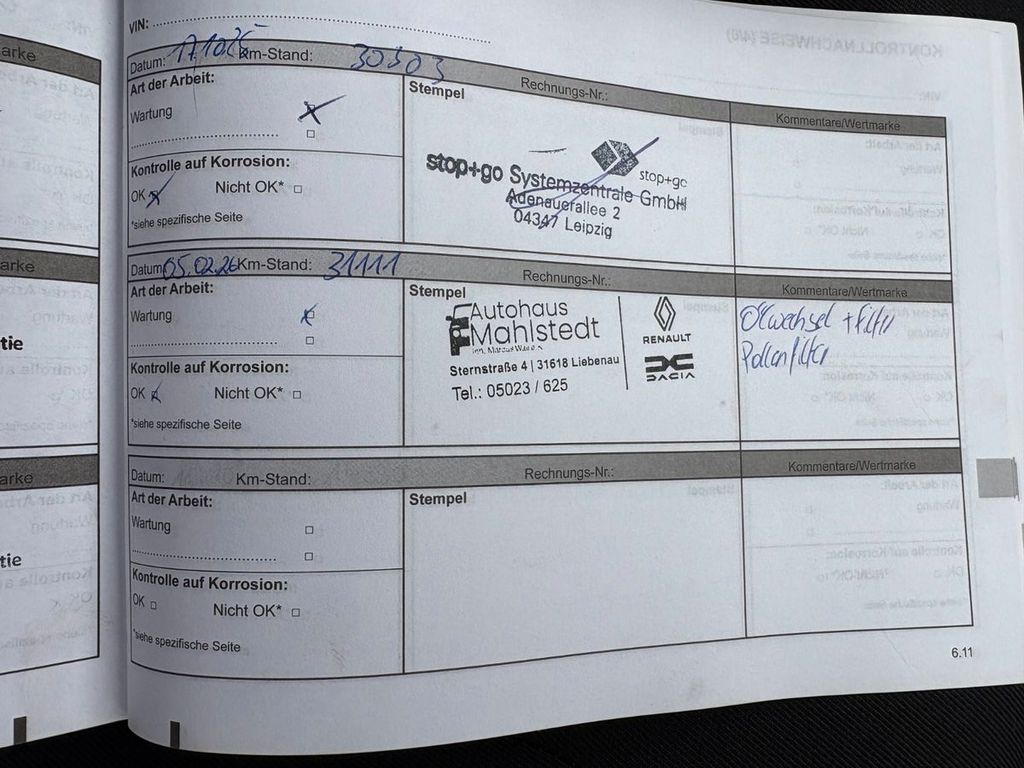 VIN:
Datum: 17.10.25 Km-Stand: 30303 Rechnungs-Nr.:
Art der Arbeit:
Wartung
Kontrolle auf Korrosion:
OK Nicht OK*
*siehe spezifische Seite
Stempel
stop+go
stop+go Systemzentrale GmbH
Adenauerallee 2
04347 Leipzig
Kommentare/Wertmarke
Datum: 05.02.26 Km-Stand: 31111 Rechnungs-Nr.:
Art der Arbeit:
Wartung
Kontrolle auf Korrosion:
OK Nicht OK*
*siehe spezifische Seite
Stempel
Autohaus
Mahlstedt
Sternstraße 4 | 31618 Liebenau
Tel.: 05023 / 625
RENAULT
DACIA
Kommentare/Wertmarke
Ölwechsel + Filter
Pollenfilter
Datum: Km-Stand: Rechnungs-Nr.:
Art der Arbeit:
Wartung
Kontrolle auf Korrosion:
OK Nicht OK*
*siehe spezifische Seite
Stempel
Kommentare/Wertmarke
6.11
arke
arke
tie
arke
tie